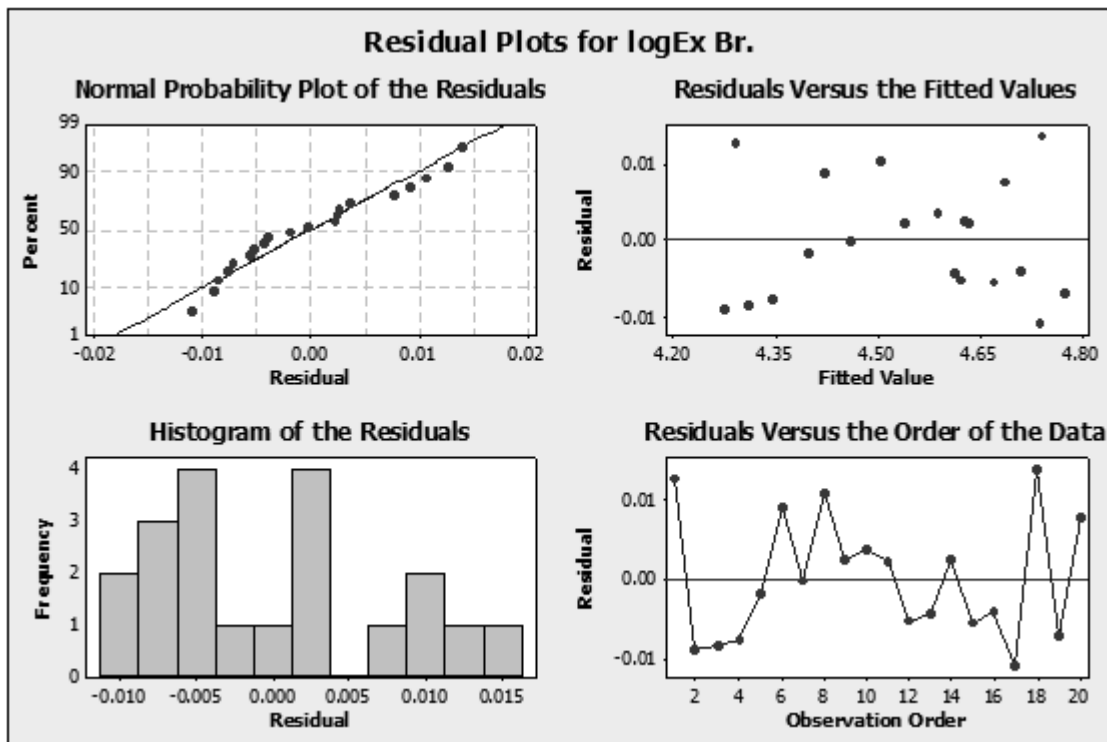 Residual Plots for logEx Br.
Normal Probability Plot of the Residuals
99
90
50
10
1
Percent
-0.02 -0.01 0.00 0.01 0.02
Residual
Residuals Versus the Fitted Values
0.01
0.00
-0.01
Residual
4.20 4.35 4.50 4.65 4.80
Fitted Value
Histogram of the Residuals
4
3
2
1
0
Frequency
-0.010 -0.005 0.000 0.005 0.010 0.015
Residual
Residuals Versus the Order of the Data
0.01
0.00
-0.01
Residual
2 4 6 8 10 12 14 16 18 20
Observation Order